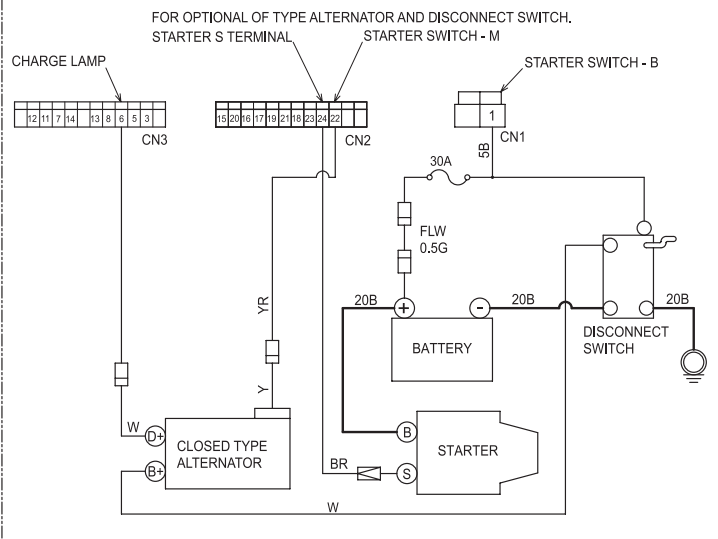 FOR OPTIONAL OF TYPE ALTERNATOR AND DISCONNECT SWITCH.
STARTER S TERMINAL
STARTER SWITCH - M
CHARGE LAMP
STARTER SWITCH - B
12 11 7 14 13 8 6 5 3
15 20 16 17 19 21 18 23 24 22
1
CN3
CN2
CN1
5B
30A
FLW
0.5G
YR
20B
+
-
20B
20B
BATTERY
DISCONNECT
SWITCH
Y
W
D+
CLOSED TYPE
ALTERNATOR
B+
B
STARTER
BR
S
W